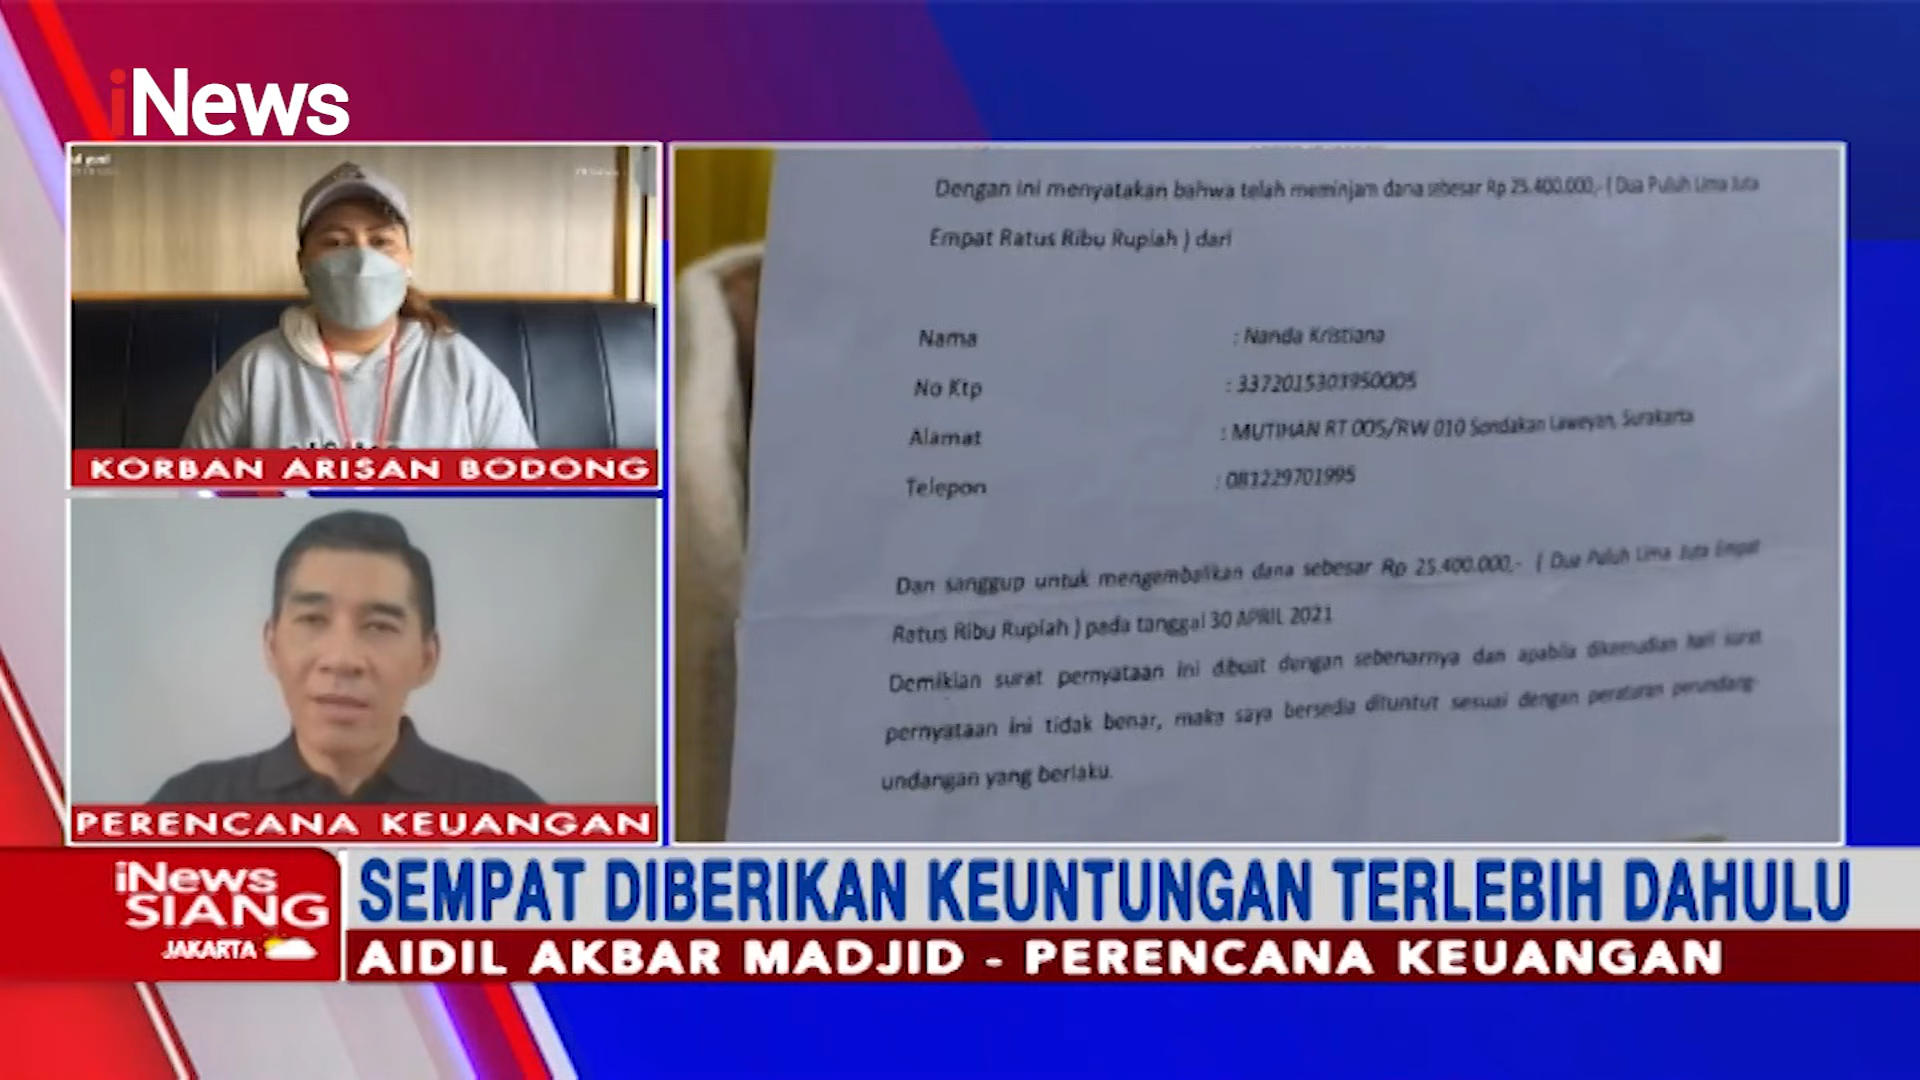 iNews
KORBAN ARISAN BODONG
PERENCANA KEUANGAN
Dengan ini menyatakan bahwa telah meminjam dana sebesar Rp 25.400.000,- ( Dua Puluh Lima Juta
Empat Ratus Ribu Rupiah ) dari
Nama : Nanda Kristiana
No Ktp : 3372015303950005
Alamat : MUTIHAN RT 005/RW 010 Sondakan Laweyan, Surakarta
Telepon : 081229701995
Dan sanggup untuk mengembalikan dana sebesar Rp 25.400.000,- ( Dua Puluh Lima Juta Empat
Ratus Ribu Rupiah ) pada tanggal 30 APRIL 2021
Demikian surat pernyataan ini dibuat dengan sebenarnya dan apabila dikemudian hari surat
pernyataan ini tidak benar, maka saya bersedia dituntut sesuai dengan peraturan perundang-
undangan yang berlaku.
iNews
SIANG
JAKARTA
SEMPAT DIBERIKAN KEUNTUNGAN TERLEBIH DAHULU
AIDIL AKBAR MADJID - PERENCANA KEUANGAN